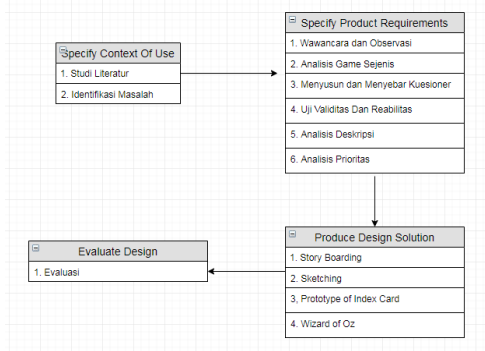 Specify Context Of Use
1. Studi Literatur
2. Identifikasi Masalah
Specify Product Requirements
1. Wawancara dan Observasi
2. Analisis Game Sejenis
3. Menyusun dan Menyebar Kuesioner
4. Uji Validitas Dan Reabilitas
5. Analisis Deskripsi
6. Analisis Prioritas
Produce Design Solution
1. Story Boarding
2. Sketching
3, Prototype of Index Card
4. Wizard of Oz
Evaluate Design
1. Evaluasi